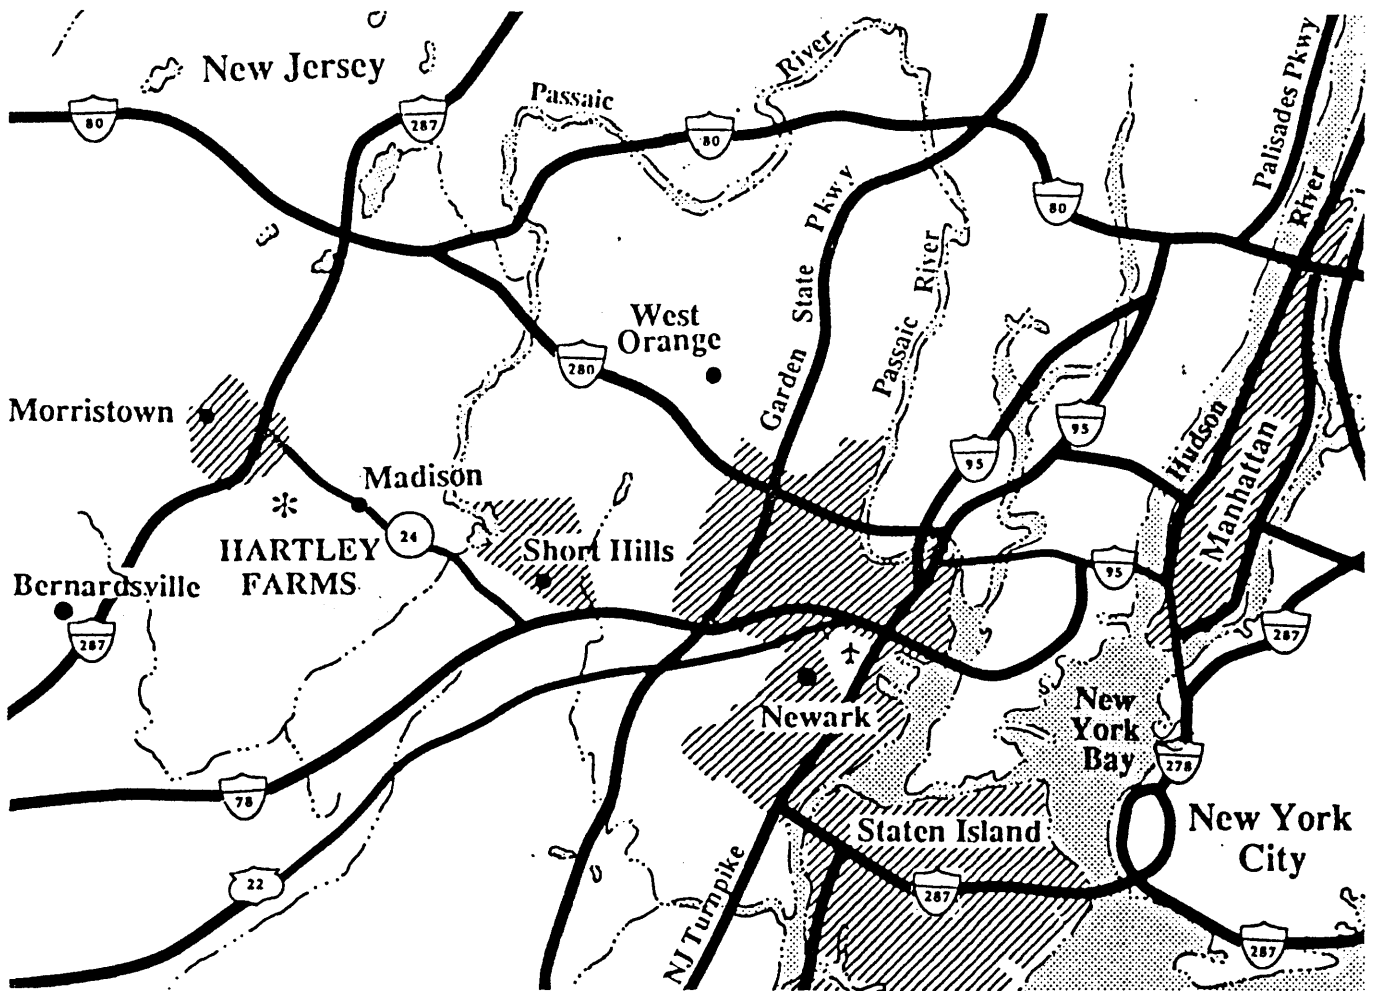 New Jersey
Passaic
River
Palisades Pkwy
80
287
80
80
River
Pkwy
River
State
West
Orange
280
Garden
Passaic
Morristown
95
95
Hudson
Manhattan
Madison
24
HARTLEY
FARMS
Short Hills
Bernardsville
287
95
287
Newark
New
York
Bay
278
78
Staten Island
New York
City
22
287
NJ Turnpike
287